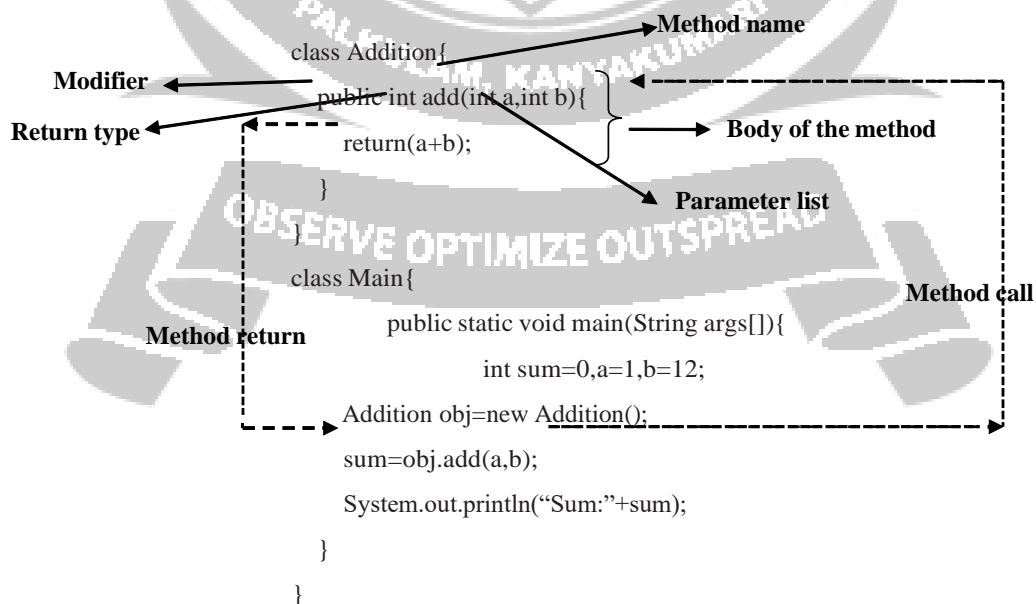 PALKULAM, KANYAKUMARI
Method name
class Addition{
Modifier
public int add(int a,int b){
Return type
Body of the method
return(a+b);
}
Parameter list
OBSERVE OPTIMIZE OUTSPREAD
}
class Main{
Method call
public static void main(String args[]){
Method return
int sum=0,a=1,b=12;
Addition obj=new Addition();
sum=obj.add(a,b);
System.out.println(“Sum:”+sum);
}
}